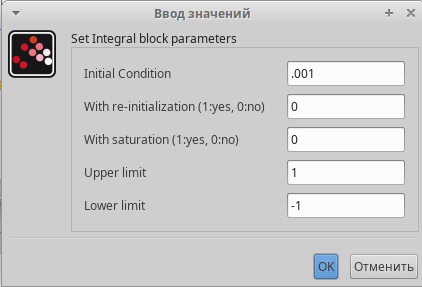 Ввод значений
Set Integral block parameters
Initial Condition .001
With re-initialization (1:yes, 0:no) 0
With saturation (1:yes, 0:no) 0
Upper limit 1
Lower limit -1
OK Отменить